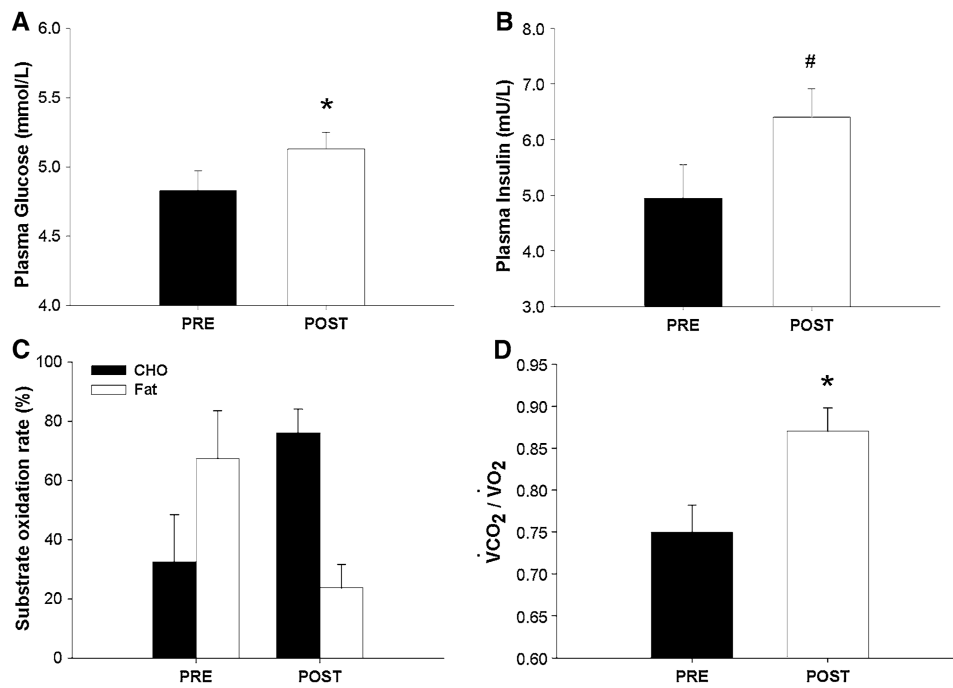 A
Plasma Glucose (mmol/L)
6.0
5.5
5.0
4.5
4.0
*
PRE
POST
B
Plasma Insulin (mU/L)
8.0
7.0
6.0
5.0
4.0
3.0
#
PRE
POST
C
Substrate oxidation rate (%)
100
80
60
40
20
0
CHO
Fat
PRE
POST
D
V̇CO₂ / V̇O₂
0.95
0.90
0.85
0.80
0.75
0.70
0.65
0.60
*
PRE
POST